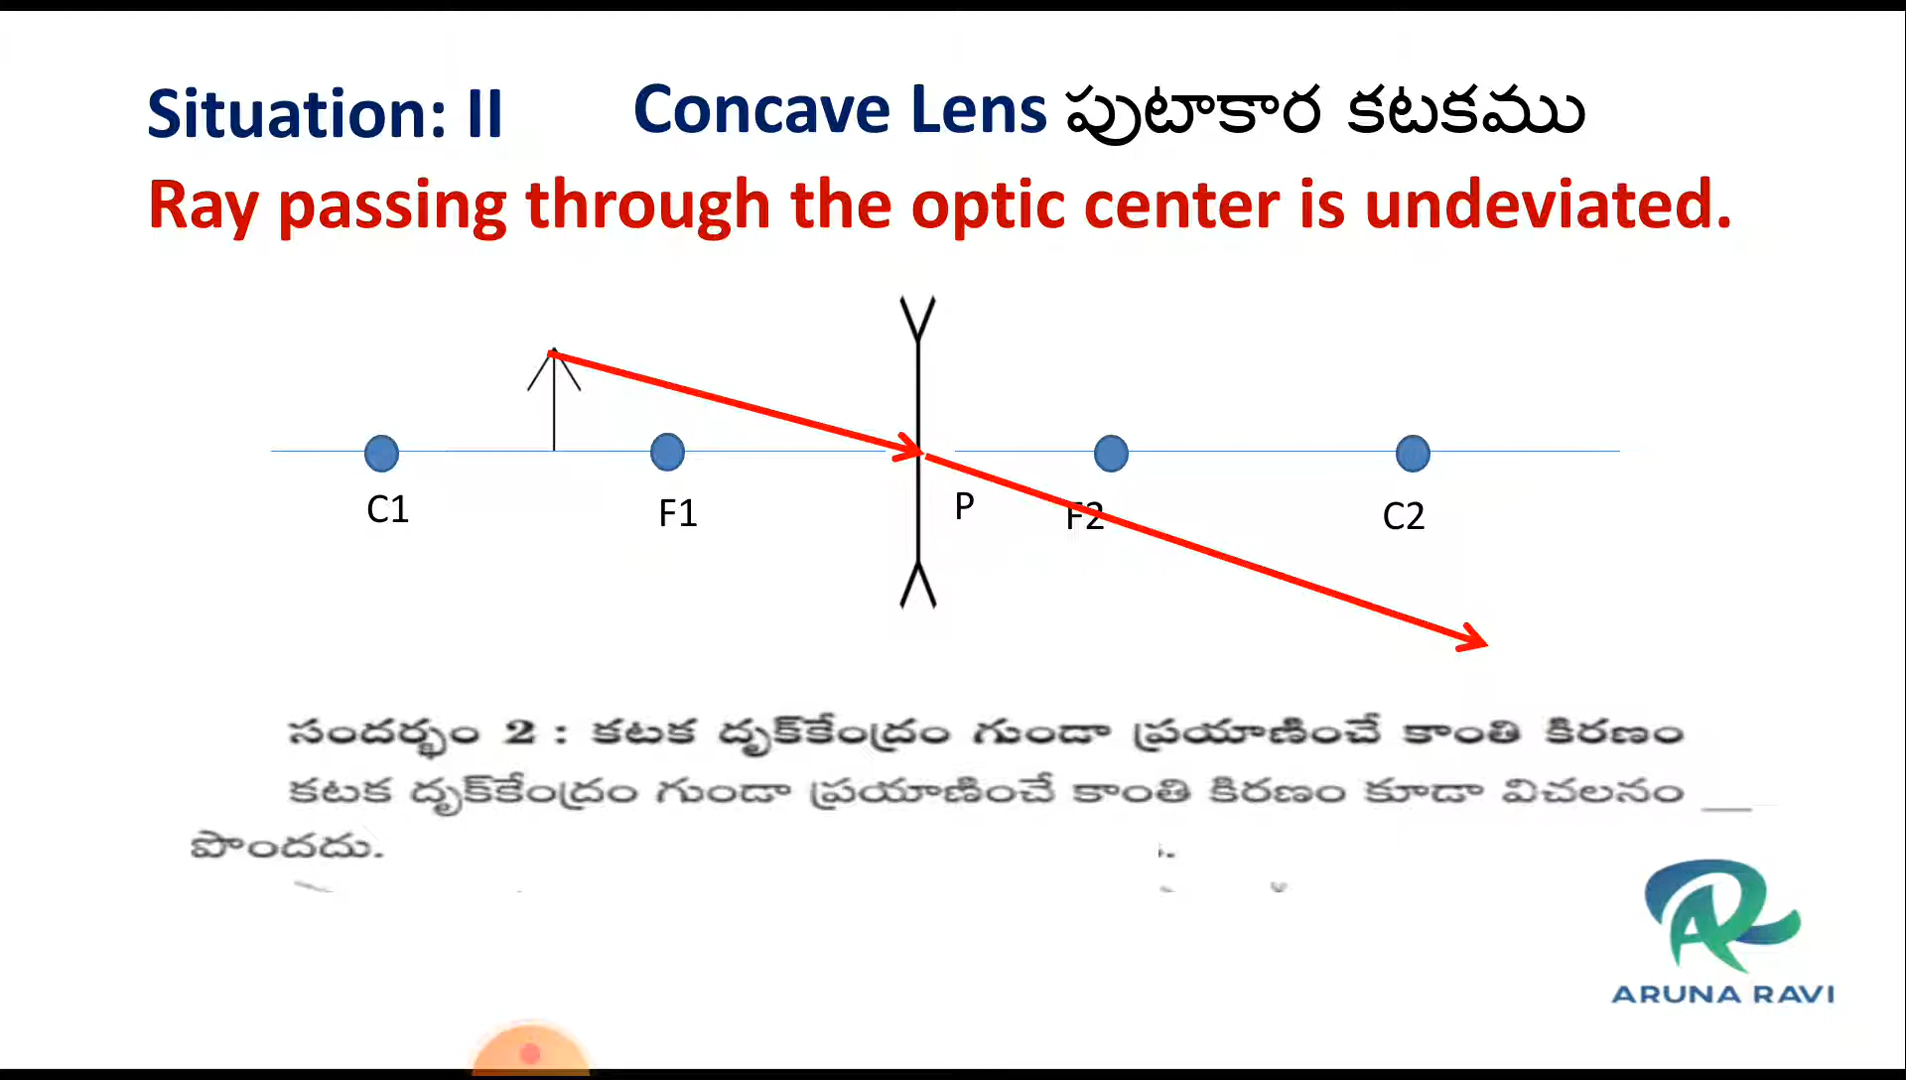 Situation: II Concave Lens పుటాకార కటకము
Ray passing through the optic center is undeviated.
C1 F1 P F2 C2
సందర్భం 2 : కటక దృక్‌కేంద్రం గుండా ప్రయాణించే కాంతి కిరణం
కటక దృక్‌కేంద్రం గుండా ప్రయాణించే కాంతి కిరణం కూడా విచలనం
పొందదు.
ARUNA RAVI